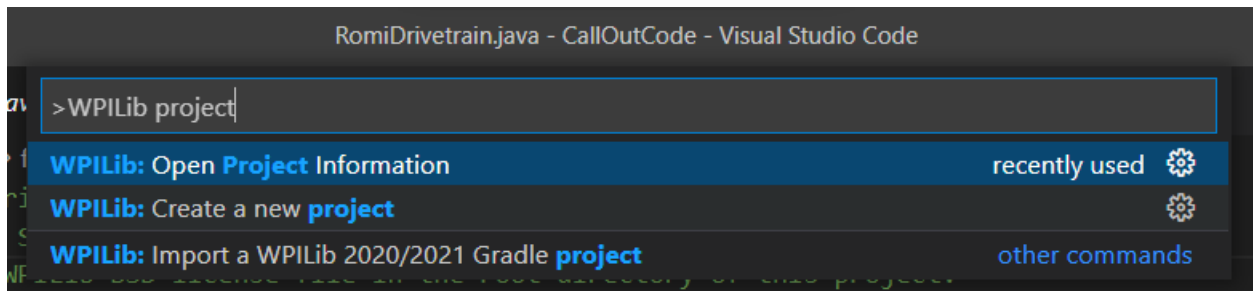 RomiDrivetrain.java - CallOutCode - Visual Studio Code
>WPILib project
WPILib: Open Project Information recently used
WPILib: Create a new project
WPILib: Import a WPILib 2020/2021 Gradle project other commands